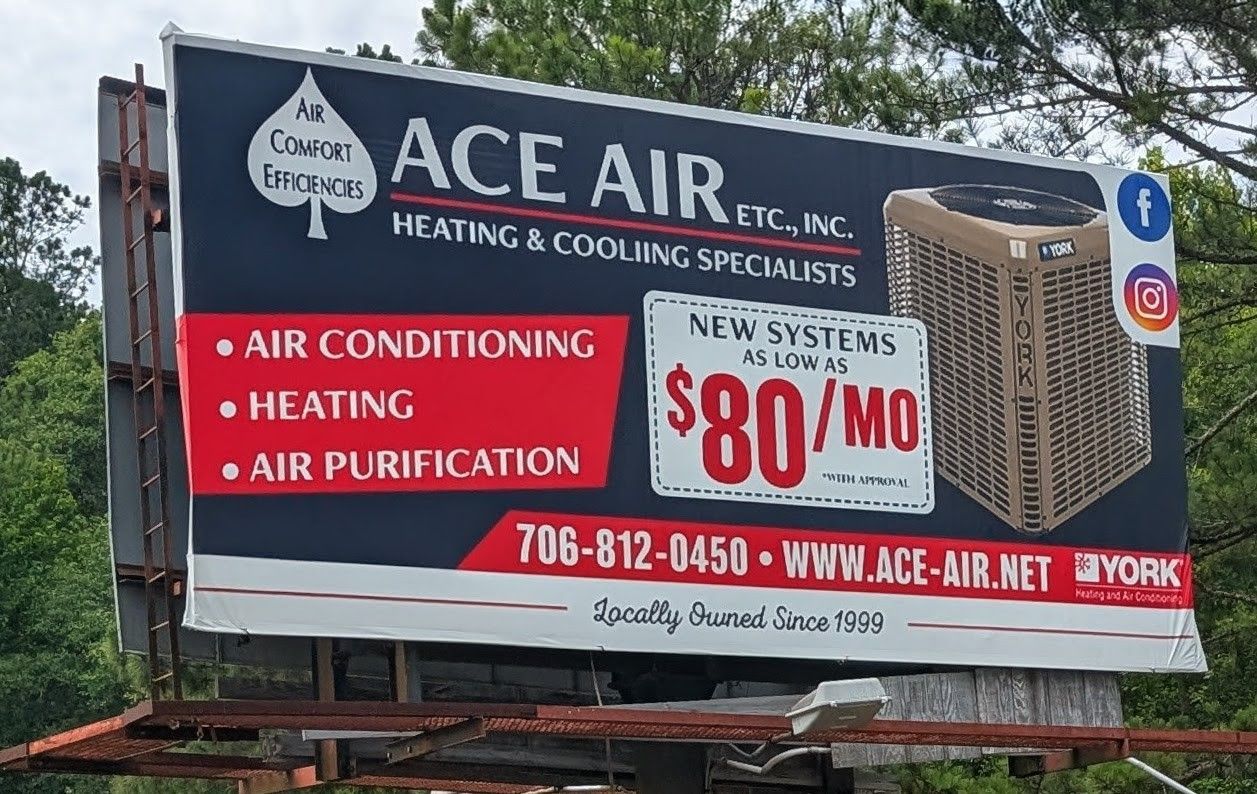 AIR
COMFORT
EFFICIENCIES
ACE AIR ETC., INC.
HEATING & COOLIING SPECIALISTS
• AIR CONDITIONING
• HEATING
• AIR PURIFICATION
NEW SYSTEMS
AS LOW AS
$80/MO
*WITH APPROVAL
YORK
YORK
f
706-812-0450 • WWW.ACE-AIR.NET
YORK
Heating and Air Conditioning
Locally Owned Since 1999